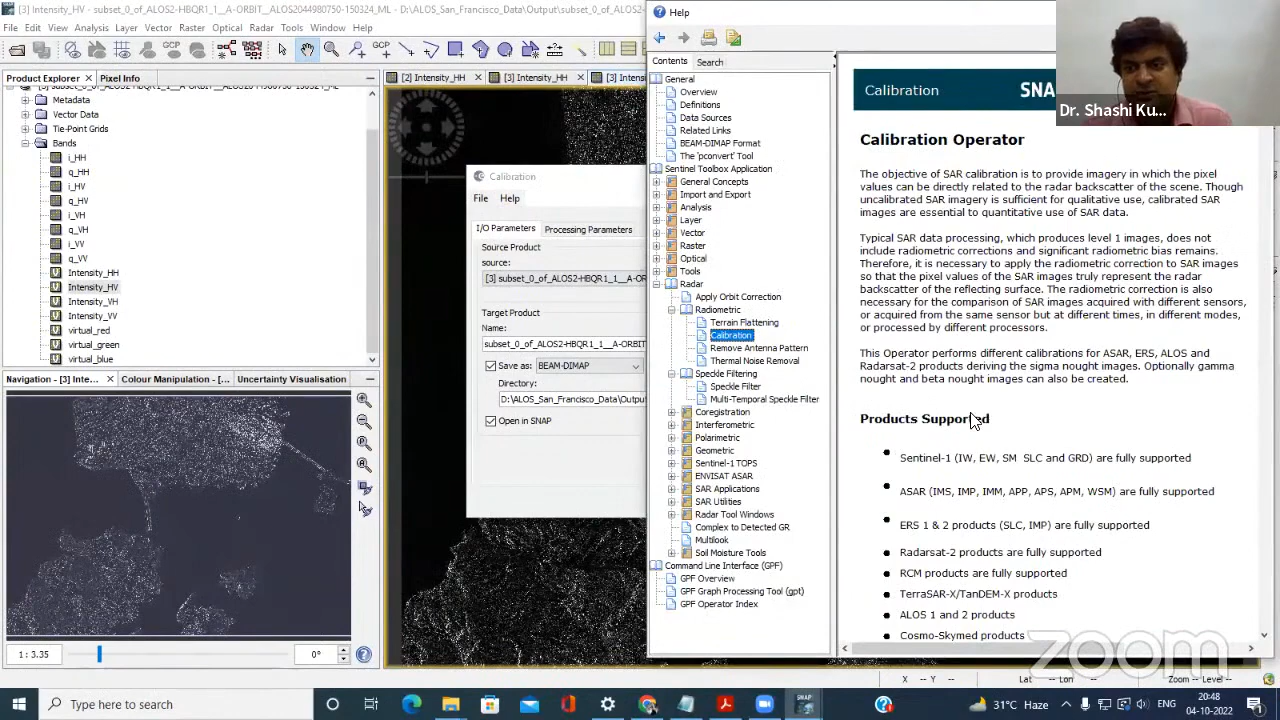 [3] Intensity_HV - subset_0_of_ALOS2-HBQR1_1__A-ORBIT__ALOS2044980750-150324_ML - D:\ALOS_San_Francisco_Data\Output\subset_0_of_ALOS2-H
File Edit View Analysis Layer Vector Raster Optical Radar Tools Window Help
GCP
Product Explorer Pixel Info
[2] Intensity_HH [3] Intensity_HH [3] Intens
Metadata
Vector Data
Tie-Point Grids
Bands
i_HH
q_HH
i_HV
q_HV
i_VH
q_VH
i_VV
q_VV
Intensity_HH
Intensity_HV
Intensity_VH
Intensity_VV
virtual_red
virtual_green
virtual_blue
Navigation - [3] Inte... Colour Manipulation - [... Uncertainty Visualisation
1 : 3.35
0°
Calibration
File Help
I/O Parameters Processing Parameters
Source Product
source:
[3] subset_0_of_ALOS2-HBQR1_1__A-OR
Target Product
Name:
subset_0_of_ALOS2-HBQR1_1__A-ORBIT
Save as: BEAM-DIMAP
Directory:
D:\ALOS_San_Francisco_Data\Outpu
Open in SNAP
Help
Contents Search
General
Overview
Definitions
Data Sources
Related Links
BEAM-DIMAP Format
The 'pconvert' Tool
Sentinel Toolbox Application
General Concepts
Import and Export
Analysis
Layer
Vector
Raster
Optical
Tools
Radar
Apply Orbit Correction
Radiometric
Terrain Flattening
Calibration
Remove Antenna Pattern
Thermal Noise Removal
Speckle Filtering
Speckle Filter
Multi-Temporal Speckle Filter
Coregistration
Interferometric
Polarimetric
Geometric
Sentinel-1 TOPS
ENVISAT ASAR
SAR Applications
SAR Utilities
Radar Tool Windows
Complex to Detected GR
Multilook
Soil Moisture Tools
Command Line Interface (GPF)
GPF Overview
GPF Graph Processing Tool (gpt)
GPF Operator Index
Calibration SNA
Dr. Shashi Ku...
Calibration Operator
The objective of SAR calibration is to provide imagery in which the pixel
values can be directly related to the radar backscatter of the scene. Though
uncalibrated SAR imagery is sufficient for qualitative use, calibrated SAR
images are essential to quantitative use of SAR data.
Typical SAR data processing, which produces level 1 images, does not
include radiometric corrections and significant radiometric bias remains.
Therefore, it is necessary to apply the radiometric correction to SAR images
so that the pixel values of the SAR images truly represent the radar
backscatter of the reflecting surface. The radiometric correction is also
necessary for the comparison of SAR images acquired with different sensors,
or acquired from the same sensor but at different times, in different modes,
or processed by different processors.
This Operator performs different calibrations for ASAR, ERS, ALOS and
Radarsat-2 products deriving the sigma nought images. Optionally gamma
nought and beta nought images can also be created.
Products Supported
Sentinel-1 (IW, EW, SM SLC and GRD) are fully supported
ASAR (IMS, IMP, IMM, APP, APS, APM, WSM) are fully supported
ERS 1 & 2 products (SLC, IMP) are fully supported
Radarsat-2 products are fully supported
RCM products are fully supported
TerraSAR-X/TanDEM-X products
ALOS 1 and 2 products
Cosmo-Skymed products
zoom
X --- Y --- Lat --- Lon --- Zoom --- Level ---
Type here to search
31°C Haze
20:48
04-10-2022